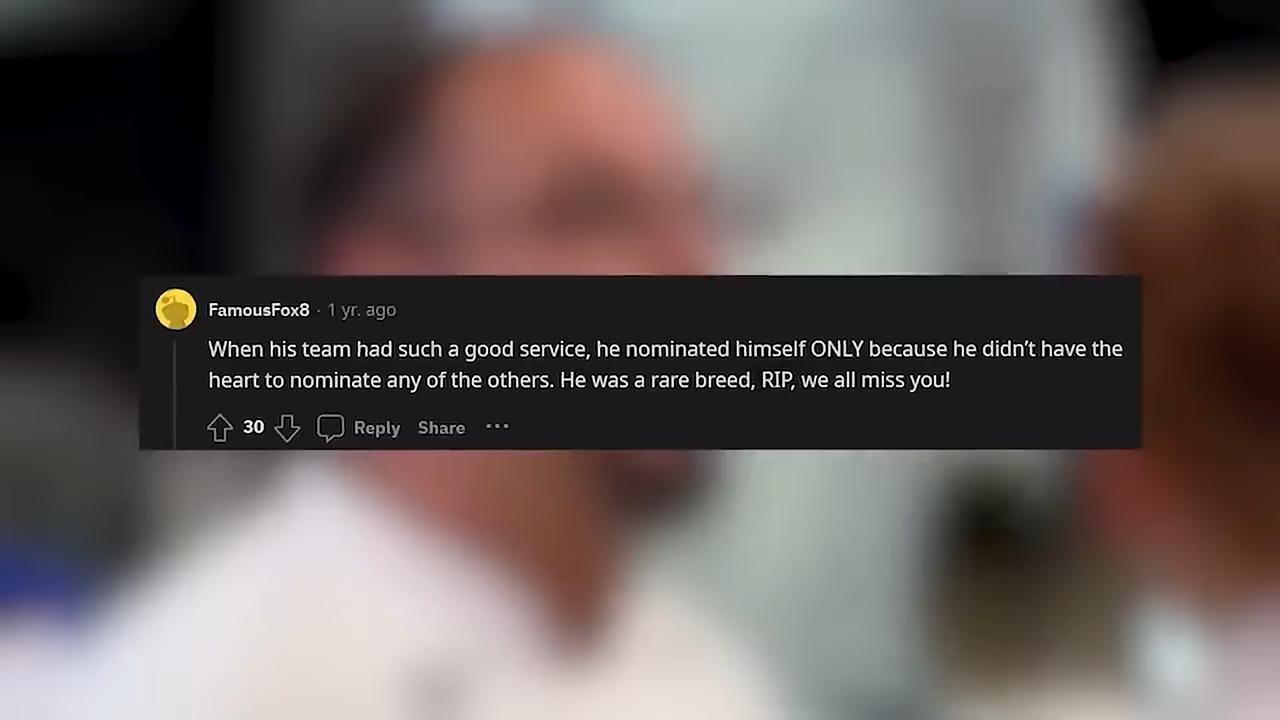 FamousFox8 · 1 yr. ago
When his team had such a good service, he nominated himself ONLY because he didn’t have the
heart to nominate any of the others. He was a rare breed, RIP, we all miss you!
30 Reply Share ···